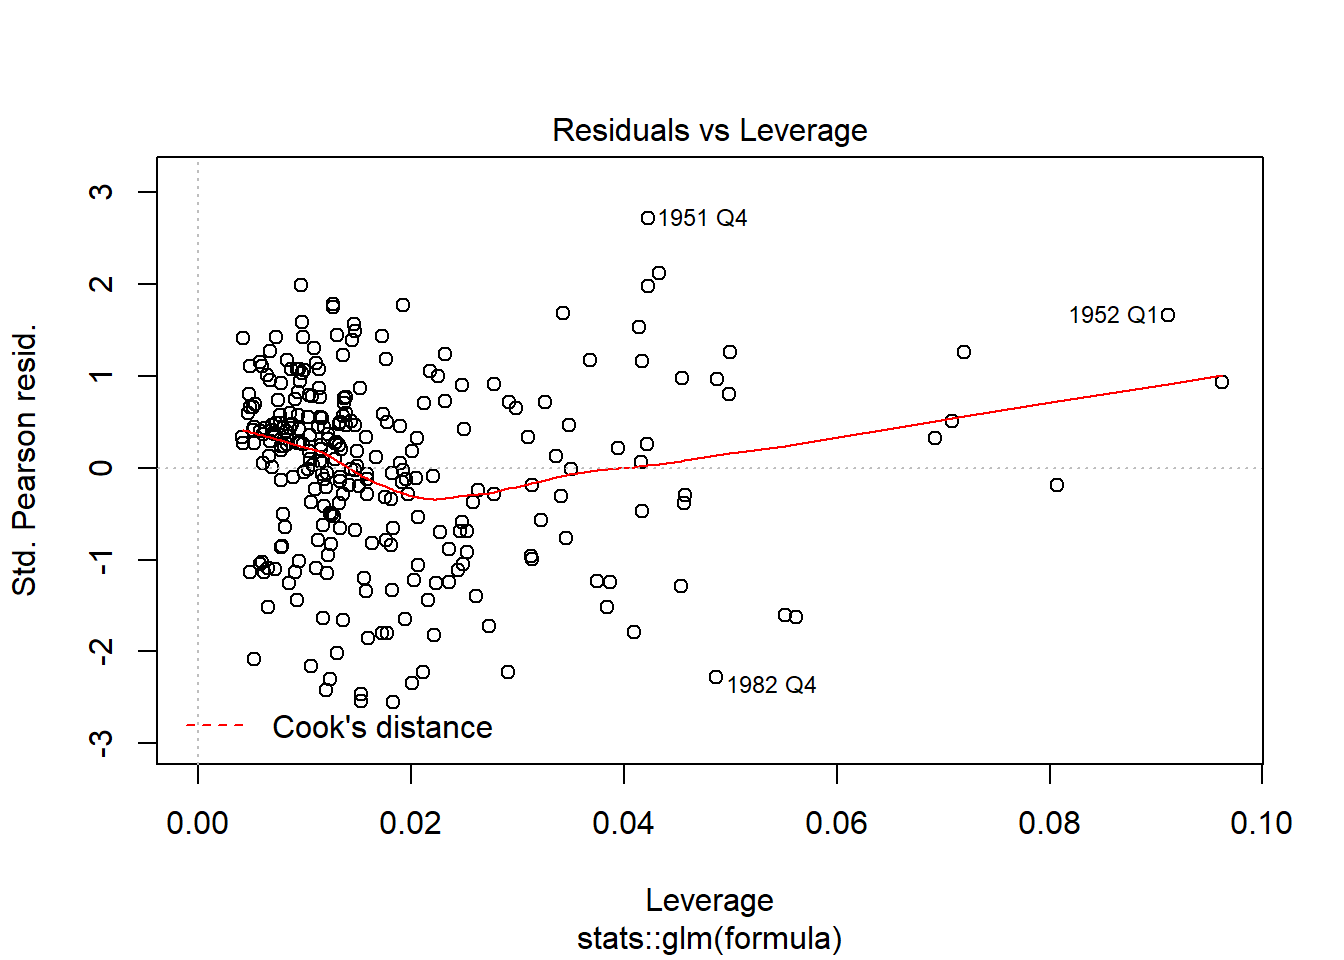 Residuals vs Leverage
Std. Pearson resid.
3
2
1
0
-1
-2
-3
1951 Q4
1952 Q1
1982 Q4
Cook's distance
0.00 0.02 0.04 0.06 0.08 0.10
Leverage
stats::glm(formula)